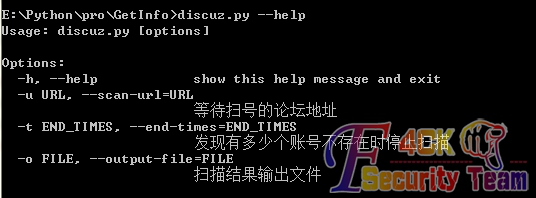 E:\Python\pro\GetInfo>discuz.py --help
Usage: discuz.py [options]
Options:
-h, --help show this help message and exit
-u URL, --scan-url=URL
等待扫号的论坛地址
-t END_TIMES, --end-times=END_TIMES
发现有多少个账号不存在时停止扫描
-o FILE, --output-file=FILE
扫描结果输出文件
F4CK
Security Team